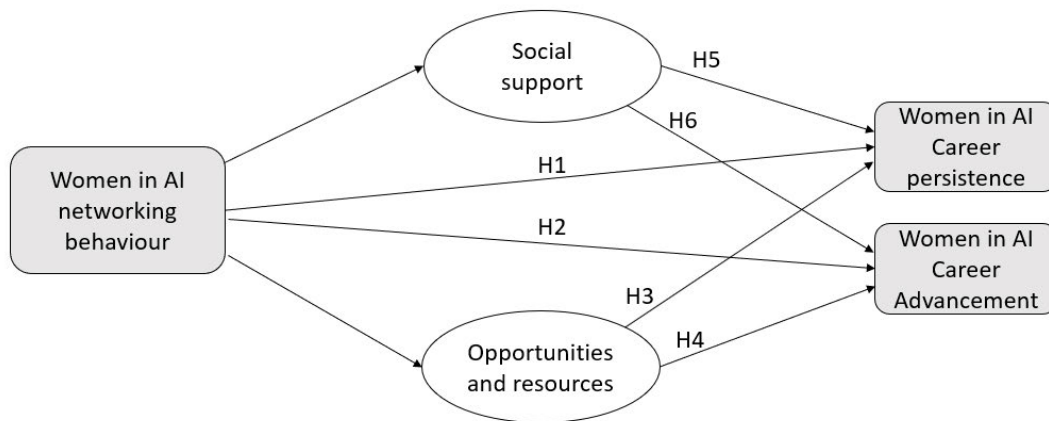 Social
support
H5
H6
Women in AI
Career
persistence
H1
Women in AI
networking
behaviour
H2
Women in AI
Career
Advancement
H3
H4
Opportunities
and resources